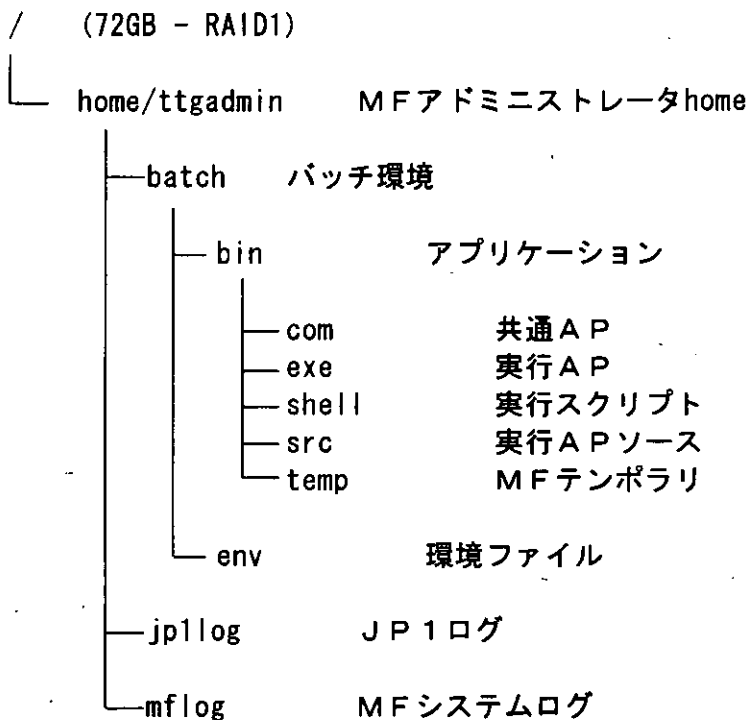 / (72GB - RAID1)
home/ttgadmin ＭＦアドミニストレータhome
batch バッチ環境
bin アプリケーション
com 共通ＡＰ
exe 実行ＡＰ
shell 実行スクリプト
src 実行ＡＰソース
temp ＭＦテンポラリ
env 環境ファイル
jp1log ＪＰ１ログ
mflog ＭＦシステムログ